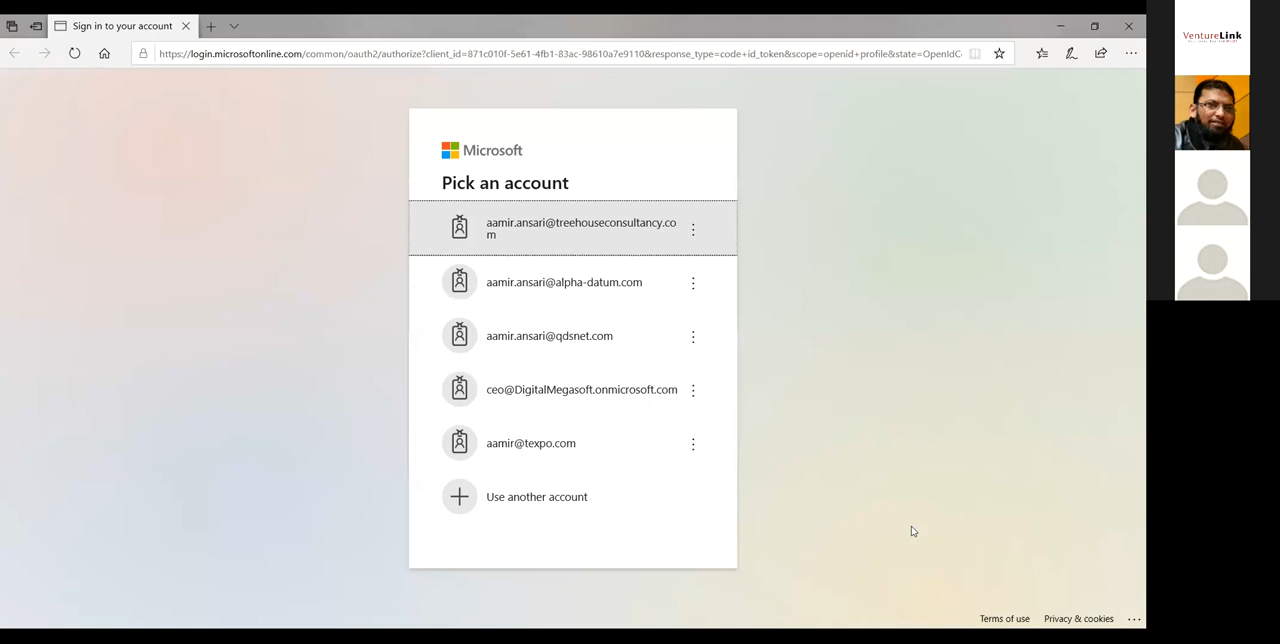 Sign in to your account
https://login.microsoftonline.com/common/oauth2/authorize?client_id=871c010f-5e61-4fb1-83ac-98610a7e9110&response_type=code+id_token&scope=openid+profile&state=OpenIdC
VentureLink
Microsoft
Pick an account
aamir.ansari@treehouseconsultancy.co
m
aamir.ansari@alpha-datum.com
aamir.ansari@qdsnet.com
ceo@DigitalMegasoft.onmicrosoft.com
aamir@texpo.com
Use another account
Terms of use
Privacy & cookies